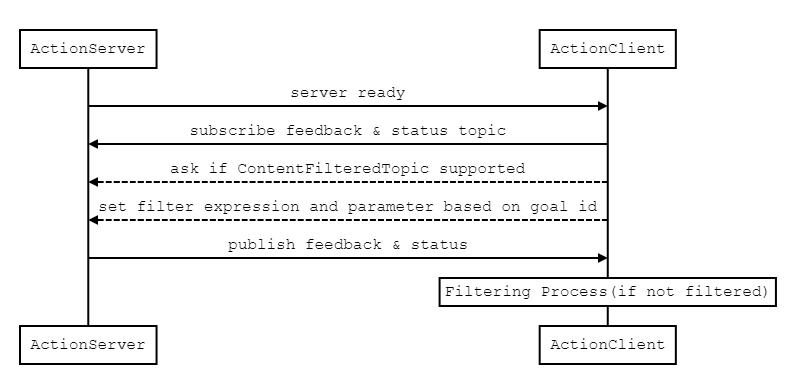 ActionServer
ActionClient
server ready
subscribe feedback & status topic
ask if ContentFilteredTopic supported
set filter expression and parameter based on goal id
publish feedback & status
Filtering Process(if not filtered)
ActionServer
ActionClient